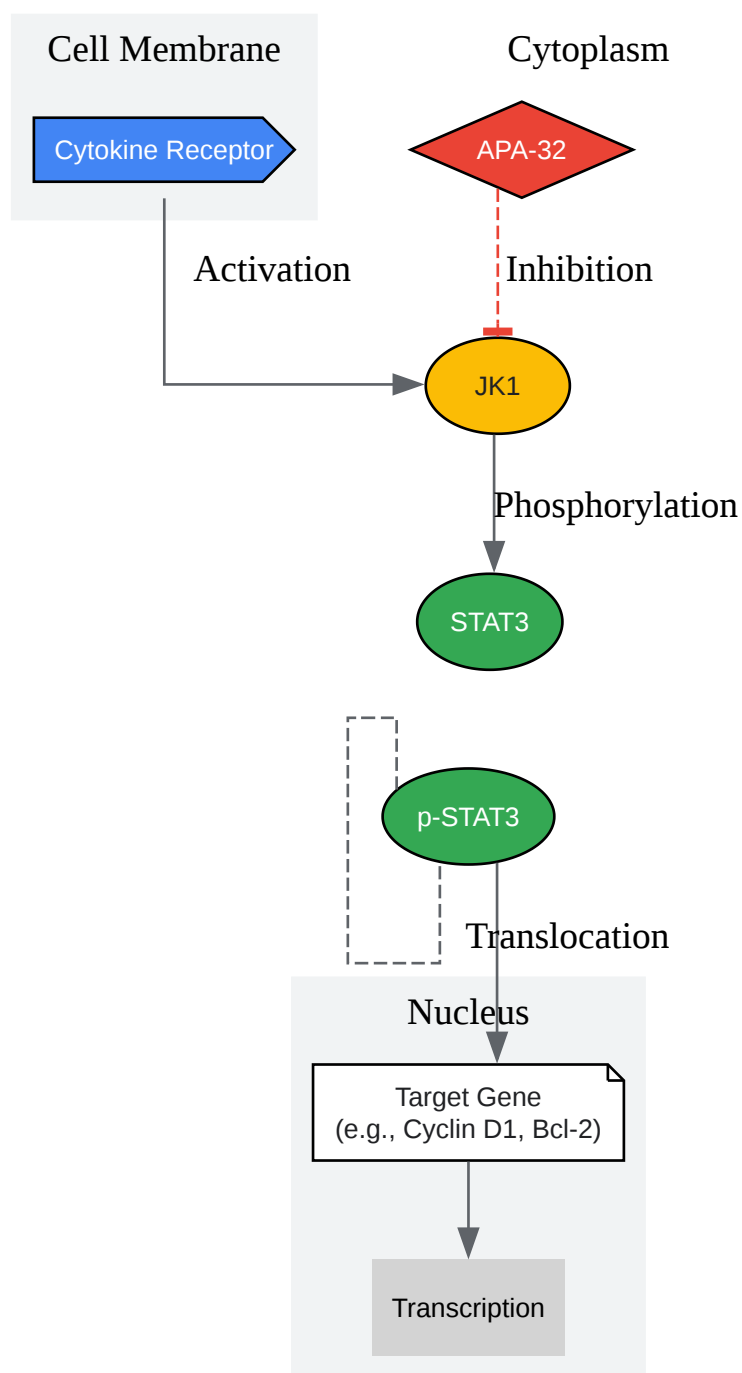 Cell Membrane
Cytoplasm
Cytokine Receptor
APA-32
Activation
Inhibition
JK1
Phosphorylation
STAT3
p-STAT3
Translocation
Nucleus
Target Gene
(e.g., Cyclin D1, Bcl-2)
Transcription